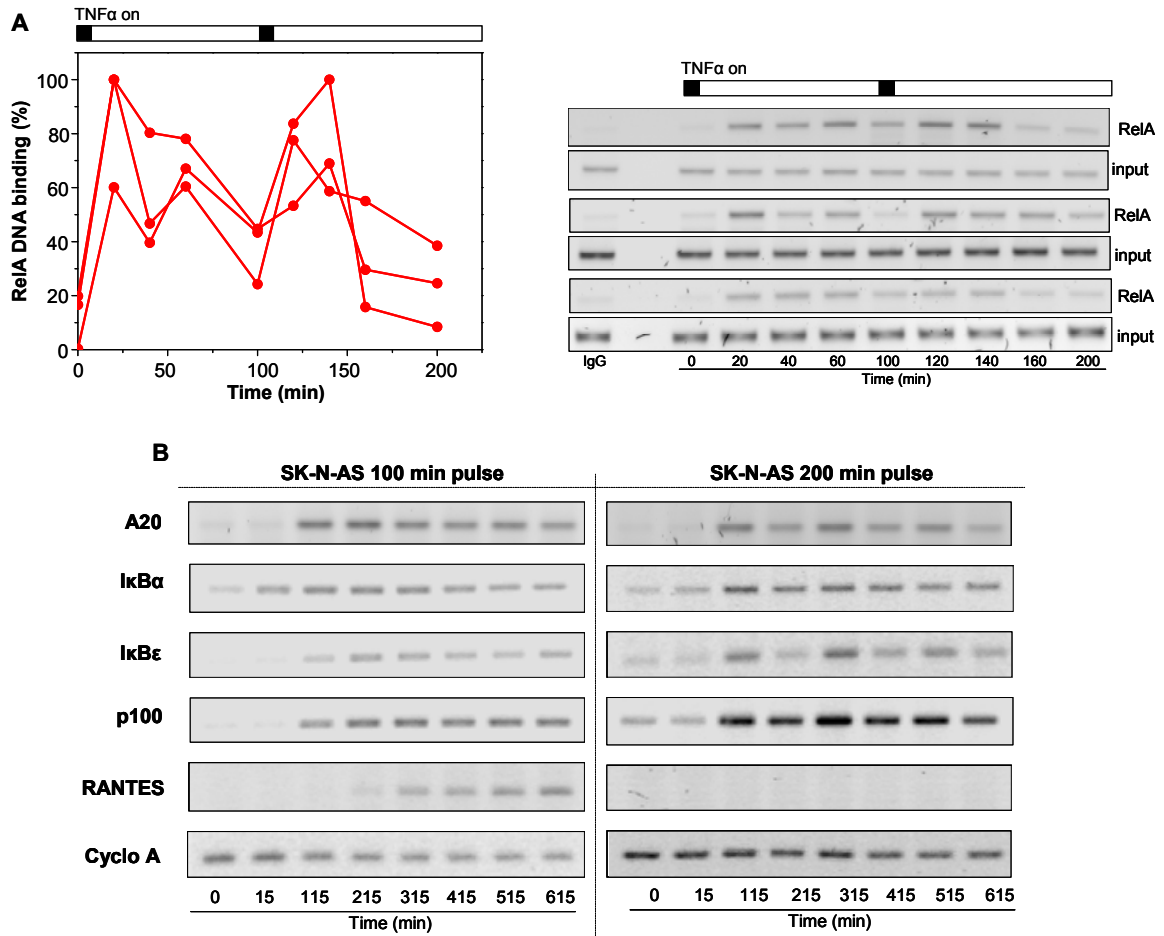 A
TNFα on
RelA DNA binding (%)
100
80
60
40
20
0
0 50 100 150 200
Time (min)
TNFα on
RelA
input
RelA
input
RelA
input
IgG 0 20 40 60 100 120 140 160 200
Time (min)
B
SK-N-AS 100 min pulse SK-N-AS 200 min pulse
A20
IκBα
IκBε
p100
RANTES
Cyclo A
0 15 115 215 315 415 515 615 0 15 115 215 315 415 515 615
Time (min) Time (min)